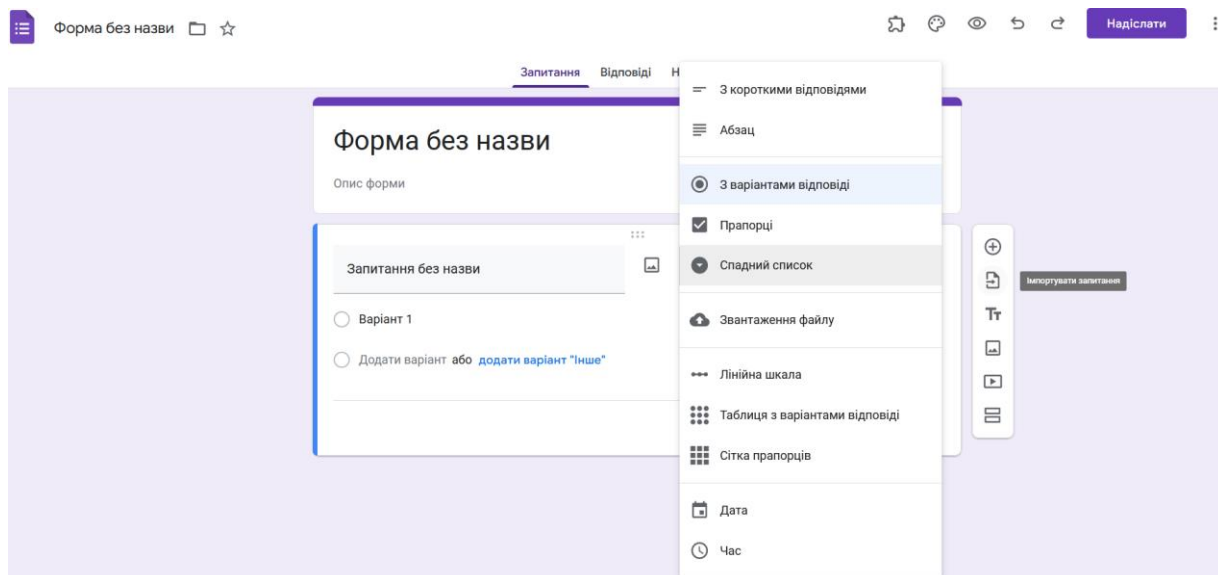 Форма без назви
Надіслати
Запитання Відповіді Н
Форма без назви
Опис форми
Запитання без назви
Варіант 1
Додати варіант або додати варіант "Інше"
З короткими відповідями
Абзац
З варіантами відповіді
Прапорці
Спадний список
Звантаження файлу
Лінійна шкала
Таблиця з варіантами відповіді
Сітка прапорців
Дата
Час
Імпортувати запитання
Тт